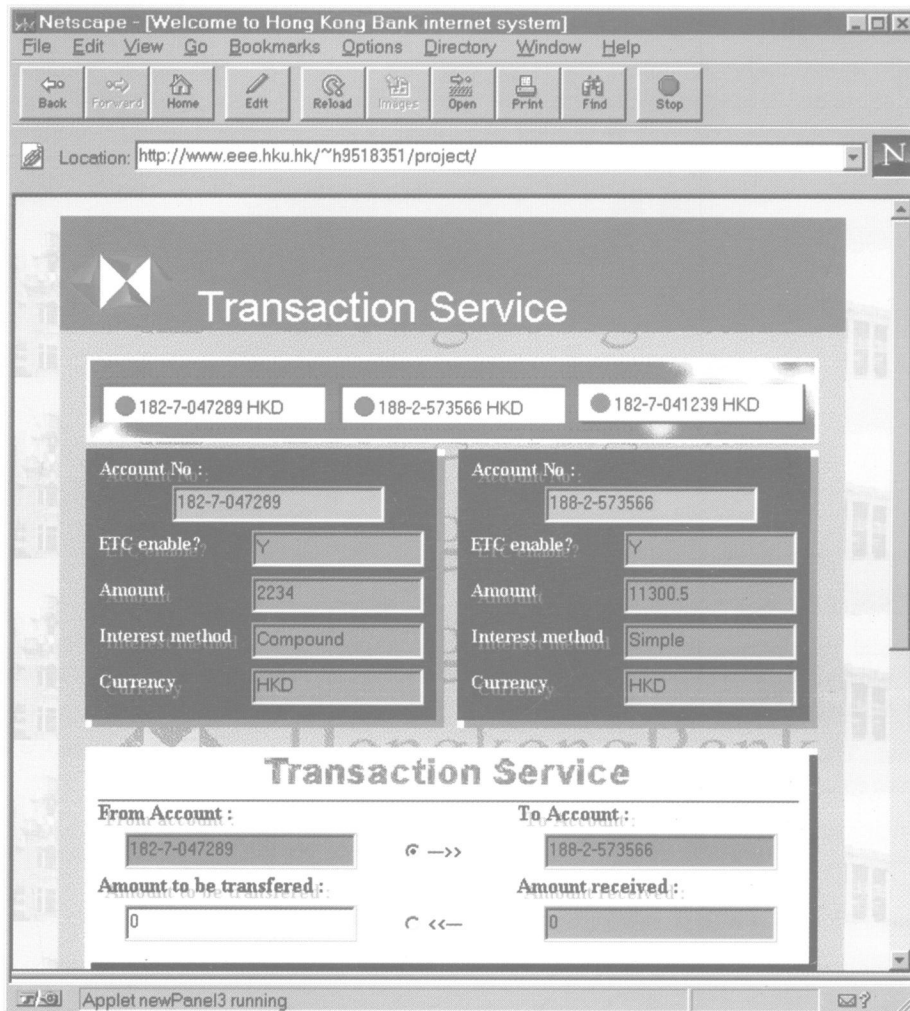 Netscape - [Welcome to Hong Kong Bank internet system]
File Edit View Go Bookmarks Options Directory Window Help
Back Forward Home Edit Reload Images Open Print Find Stop
Location: http://www.eee.hku.hk/~h9518351/project/
N
Transaction Service
182-7-047289 HKD 188-2-573566 HKD 182-7-041239 HKD
Account No : Account No :
182-7-047289 188-2-573566
ETC enable? Y ETC enable? Y
Amount 2234 Amount 11300.5
Interest method Compound Interest method Simple
Currency HKD Currency HKD
HongkongBank
Transaction Service
From Account : To Account :
182-7-047289 —>> 188-2-573566
Amount to be transfered : Amount received :
0 <<— 0
Applet newPanel3 running